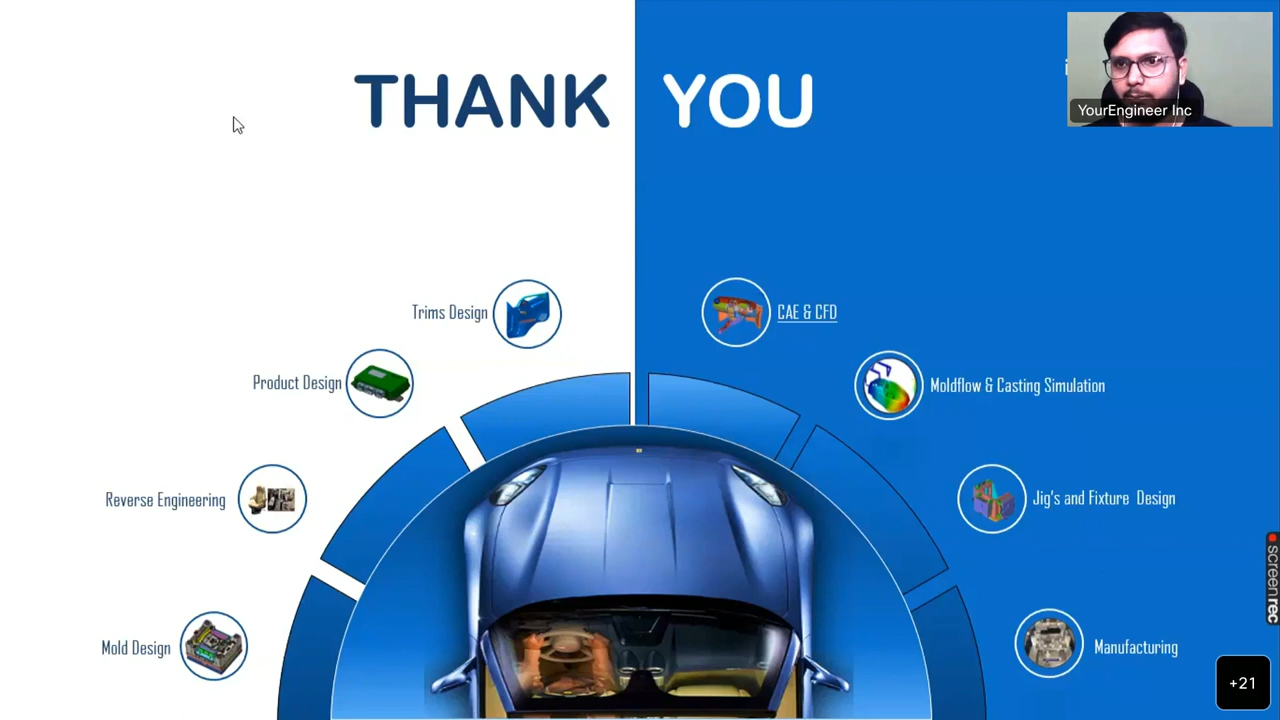 THANK YOU
YourEngineer Inc
Trims Design
CAE & CFD
Product Design
Moldflow & Casting Simulation
Reverse Engineering
Jig's and Fixture Design
Mold Design
Manufacturing
screenrec
+21